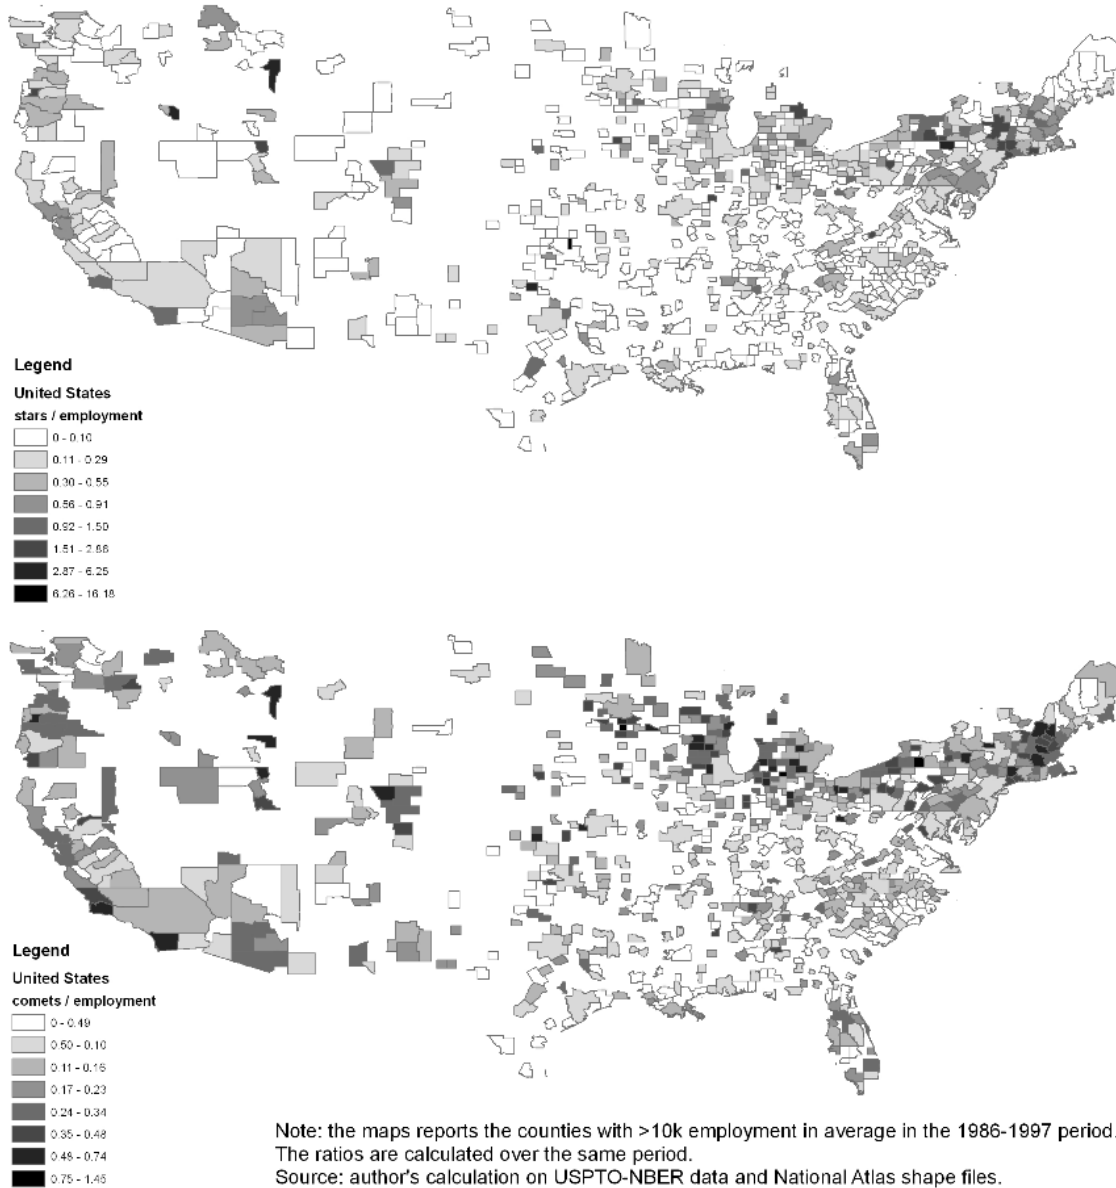 Legend
United States
stars / employment
0 - 0.10
0.11 - 0.29
0.30 - 0.55
0.56 - 0.91
0.92 - 1.50
1.51 - 2.86
2.87 - 6.25
6.26 - 16.18
Legend
United States
comets / employment
0 - 0.49
0.50 - 0.10
0.11 - 0.16
0.17 - 0.23
0.24 - 0.34
0.35 - 0.48
0.49 - 0.74
0.75 - 1.45
Note: the maps reports the counties with >10k employment in average in the 1986-1997 period.
The ratios are calculated over the same period.
Source: author's calculation on USPTO-NBER data and National Atlas shape files.